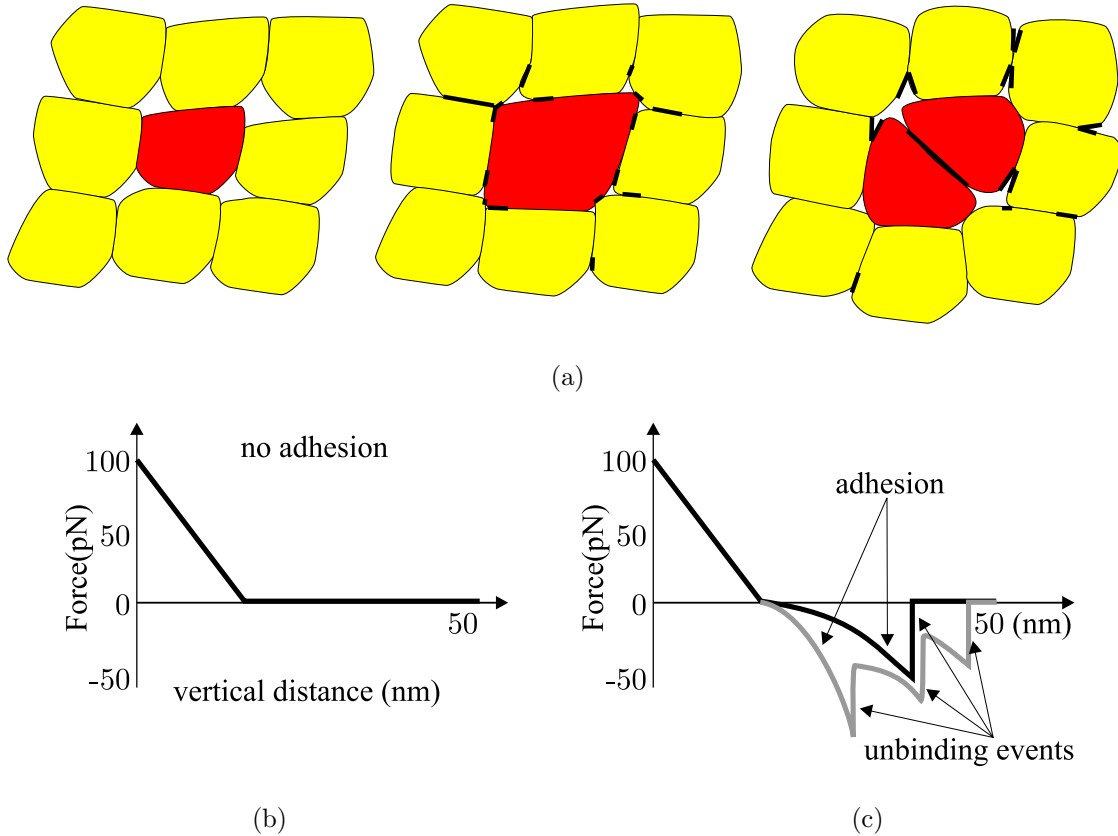 (a)
no adhesion
100
50
0
-50
Force(pN)
50
vertical distance (nm)
(b)
100
50
0
-50
Force(pN)
adhesion
50 (nm)
unbinding events
(c)